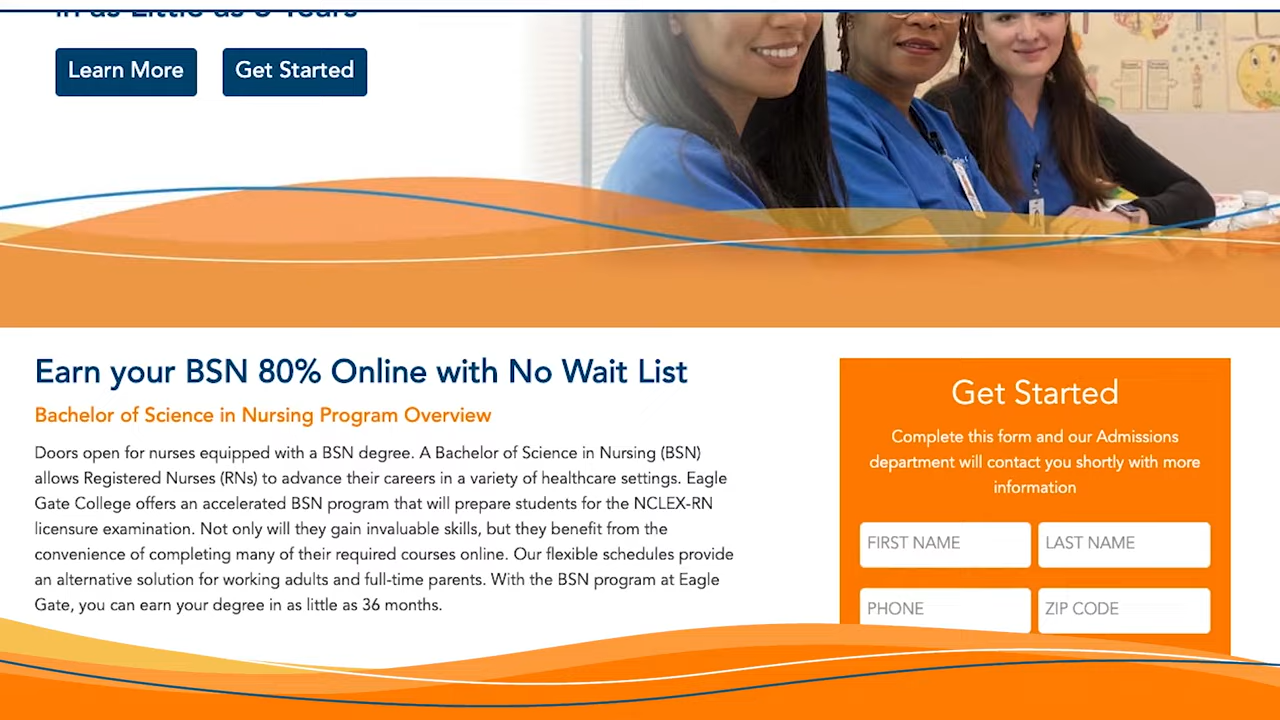 in as Little as 3 Years
Learn More
Get Started
Earn your BSN 80% Online with No Wait List
Bachelor of Science in Nursing Program Overview
Doors open for nurses equipped with a BSN degree. A Bachelor of Science in Nursing (BSN)
allows Registered Nurses (RNs) to advance their careers in a variety of healthcare settings. Eagle
Gate College offers an accelerated BSN program that will prepare students for the NCLEX-RN
licensure examination. Not only will they gain invaluable skills, but they benefit from the
convenience of completing many of their required courses online. Our flexible schedules provide
an alternative solution for working adults and full-time parents. With the BSN program at Eagle
Gate, you can earn your degree in as little as 36 months.
Get Started
Complete this form and our Admissions
department will contact you shortly with more
information
FIRST NAME
LAST NAME
PHONE
ZIP CODE